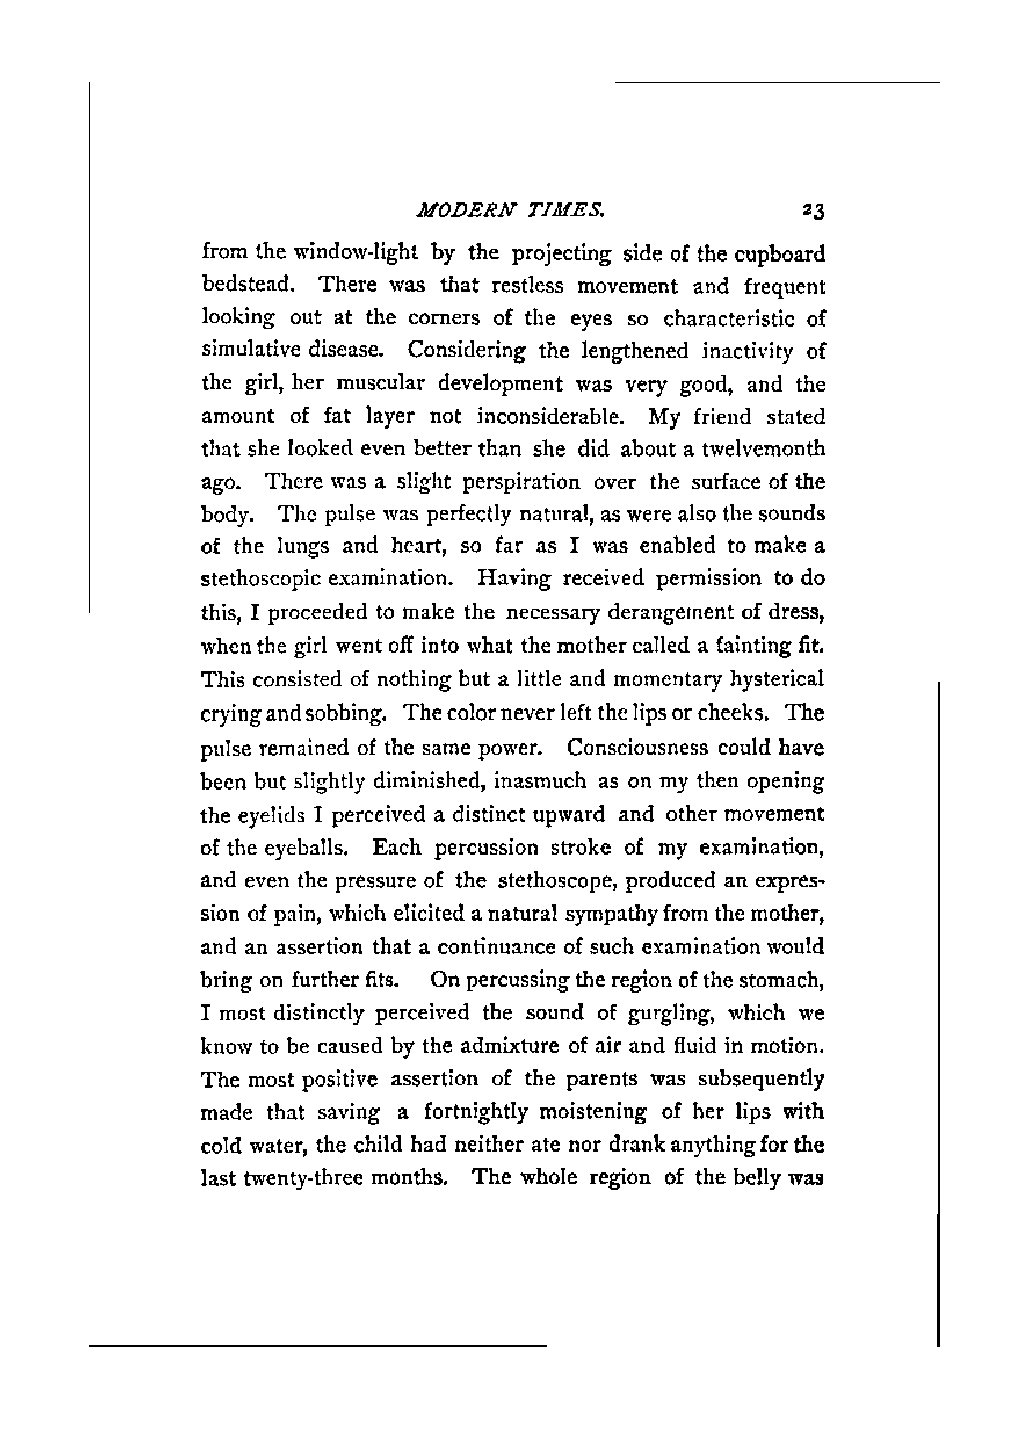 MODERN TIMES. 23
from the window-light by the projecting side of the cupboard
bedstead. There was that restless movement and frequent
looking out at the corners of the eyes so characteristic of
simulative disease. Considering the lengthened inactivity of
the girl, her muscular development was very good, and the
amount of fat layer not inconsiderable. My friend stated
that she looked even better than she did about a twelvemonth
ago. There was a slight perspiration over the surface of the
body. The pulse was perfectly natural, as were also the sounds
of the lungs and heart, so far as I was enabled to make a
stethoscopic examination. Having received permission to do
this, I proceeded to make the necessary derangement of dress,
when the girl went off into what the mother called a fainting fit.
This consisted of nothing but a little and momentary hysterical
crying and sobbing. The color never left the lips or cheeks. The
pulse remained of the same power. Consciousness could have
been but slightly diminished, inasmuch as on my then opening
the eyelids I perceived a distinct upward and other movement
of the eyeballs. Each percussion stroke of my examination,
and even the pressure of the stethoscope, produced an expres-
sion of pain, which elicited a natural sympathy from the mother,
and an assertion that a continuance of such examination would
bring on further fits. On percussing the region of the stomach,
I most distinctly perceived the sound of gurgling, which we
know to be caused by the admixture of air and fluid in motion.
The most positive assertion of the parents was subsequently
made that saving a fortnightly moistening of her lips with
cold water, the child had neither ate nor drank anything for the
last twenty-three months. The whole region of the belly was